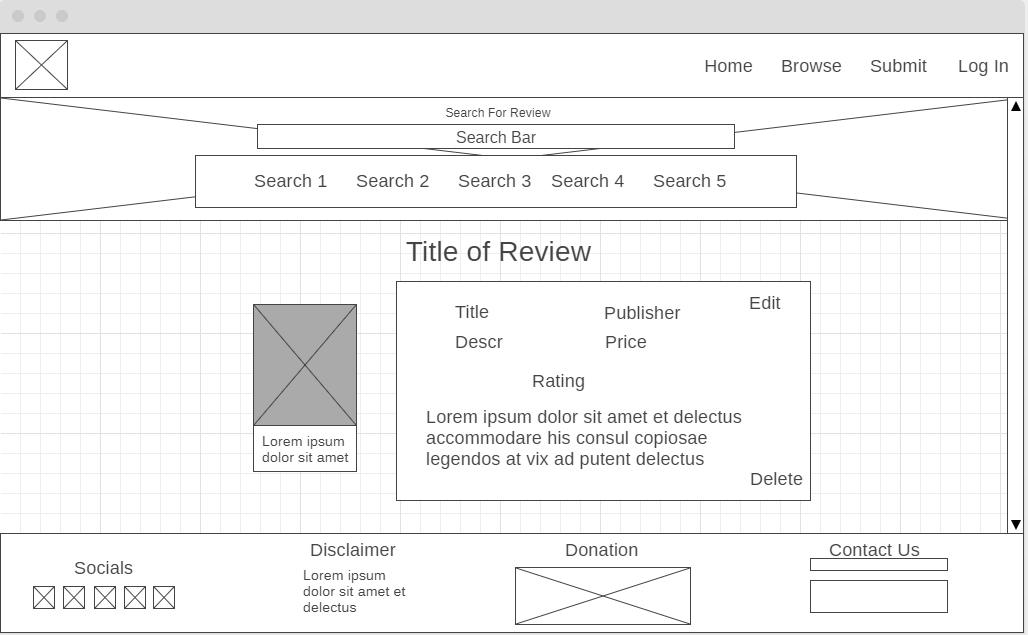 Home Browse Submit Log In
Search For Review
Search Bar
Search 1 Search 2 Search 3 Search 4 Search 5
Title of Review
Lorem ipsum
dolor sit amet
Title Publisher Edit
Descr Price
Rating
Lorem ipsum dolor sit amet et delectus
accommodare his consul copiosae
legendos at vix ad putent delectus
Delete
Socials
Disclaimer
Lorem ipsum
dolor sit amet et
delectus
Donation
Contact Us